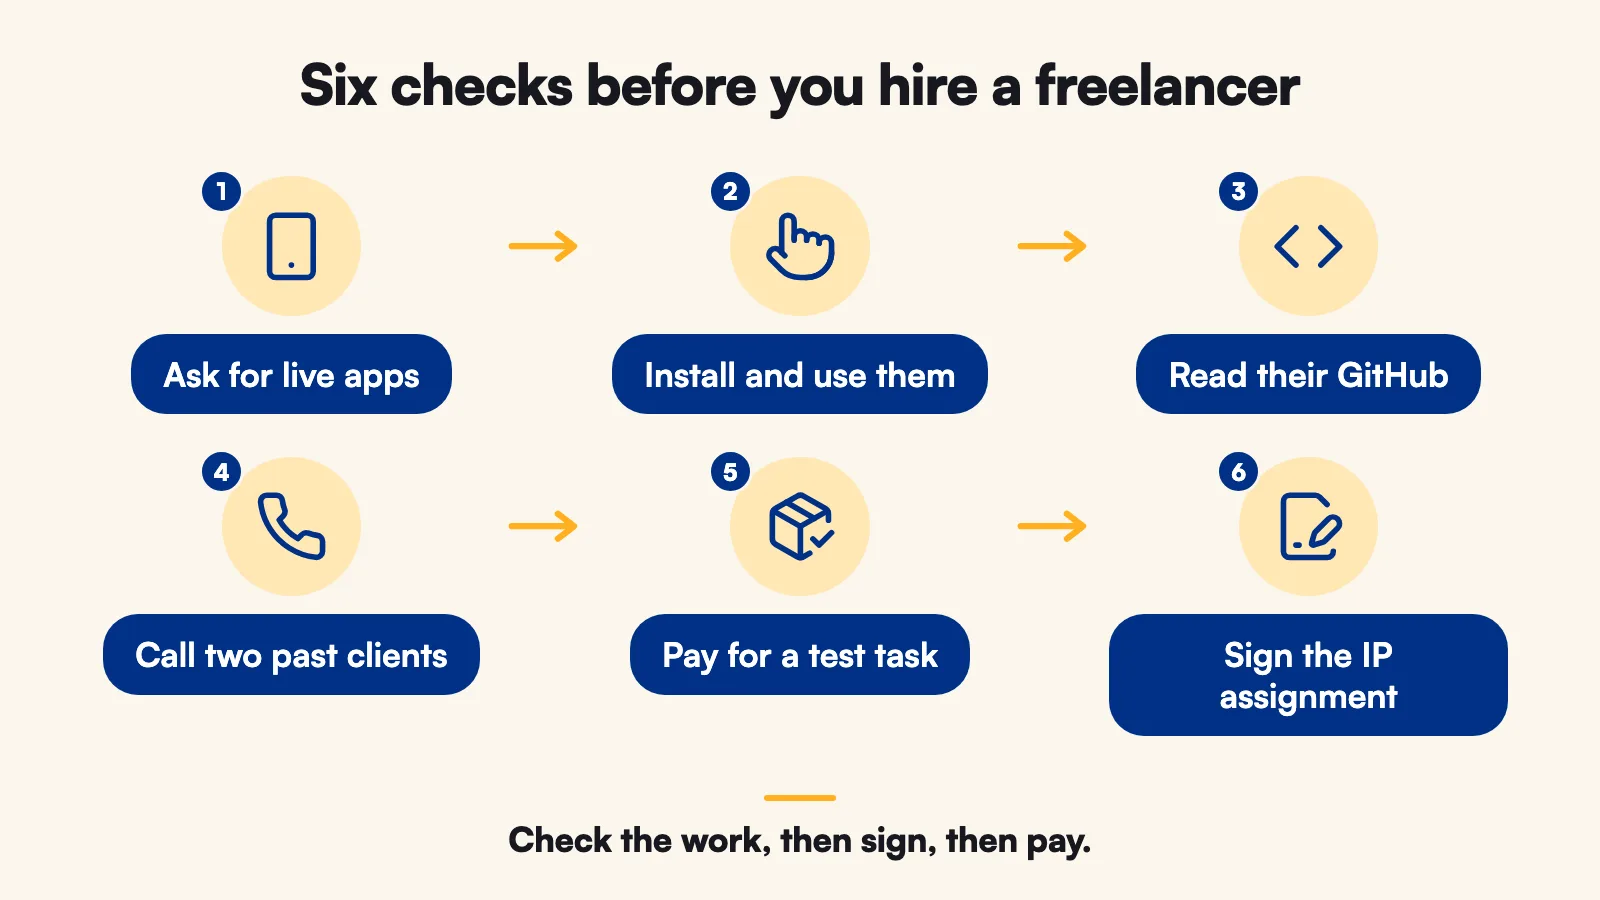 Six checks before you hire a freelancer
1
2
3
Ask for live apps
Install and use them
Read their GitHub
4
5
6
Call two past clients
Pay for a test task
Sign the IP
assignment
Check the work, then sign, then pay.